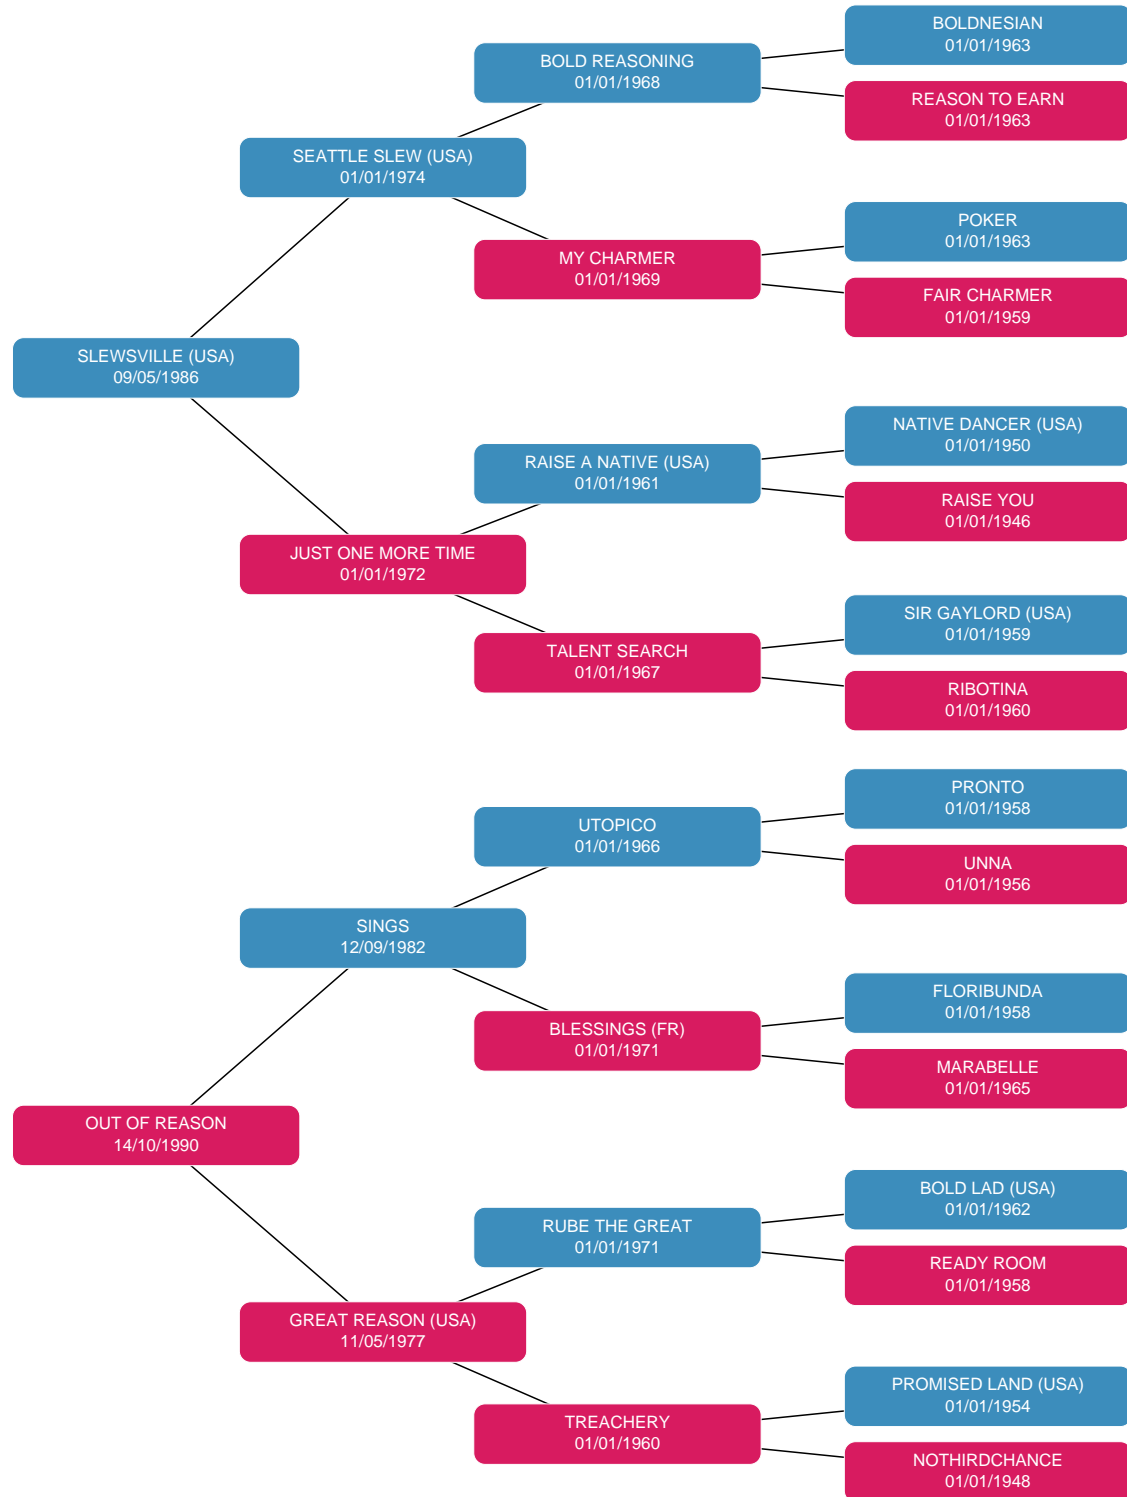 BOLDNESIAN
01/01/1963
BOLD REASONING
01/01/1968
REASON TO EARN
01/01/1963
SEATTLE SLEW (USA)
01/01/1974
POKER
01/01/1963
MY CHARMER
01/01/1969
FAIR CHARMER
01/01/1959
SLEWSVILLE (USA)
09/05/1986
NATIVE DANCER (USA)
01/01/1950
RAISE A NATIVE (USA)
01/01/1961
RAISE YOU
01/01/1946
JUST ONE MORE TIME
01/01/1972
SIR GAYLORD (USA)
01/01/1959
TALENT SEARCH
01/01/1967
RIBOTINA
01/01/1960
PRONTO
01/01/1958
UTOPICO
01/01/1966
UNNA
01/01/1956
SINGS
12/09/1982
FLORIBUNDA
01/01/1958
BLESSINGS (FR)
01/01/1971
MARABELLE
01/01/1965
OUT OF REASON
14/10/1990
BOLD LAD (USA)
01/01/1962
RUBE THE GREAT
01/01/1971
READY ROOM
01/01/1958
GREAT REASON (USA)
11/05/1977
PROMISED LAND (USA)
01/01/1954
TREACHERY
01/01/1960
NOTHIRDCHANCE
01/01/1948